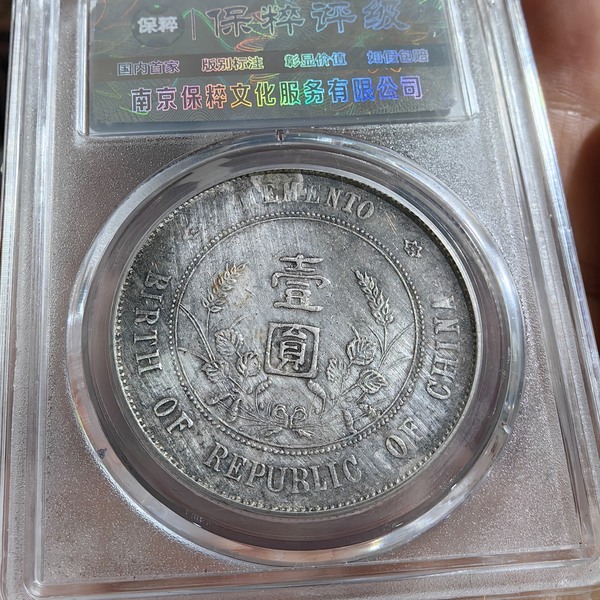 保粹 保粹评级
国内首家 版别标注 彰显价值 如假包赔
南京保粹文化服务有限公司
MEMENTO
壹
圓
BIRTH OF REPUBLIC OF CHINA